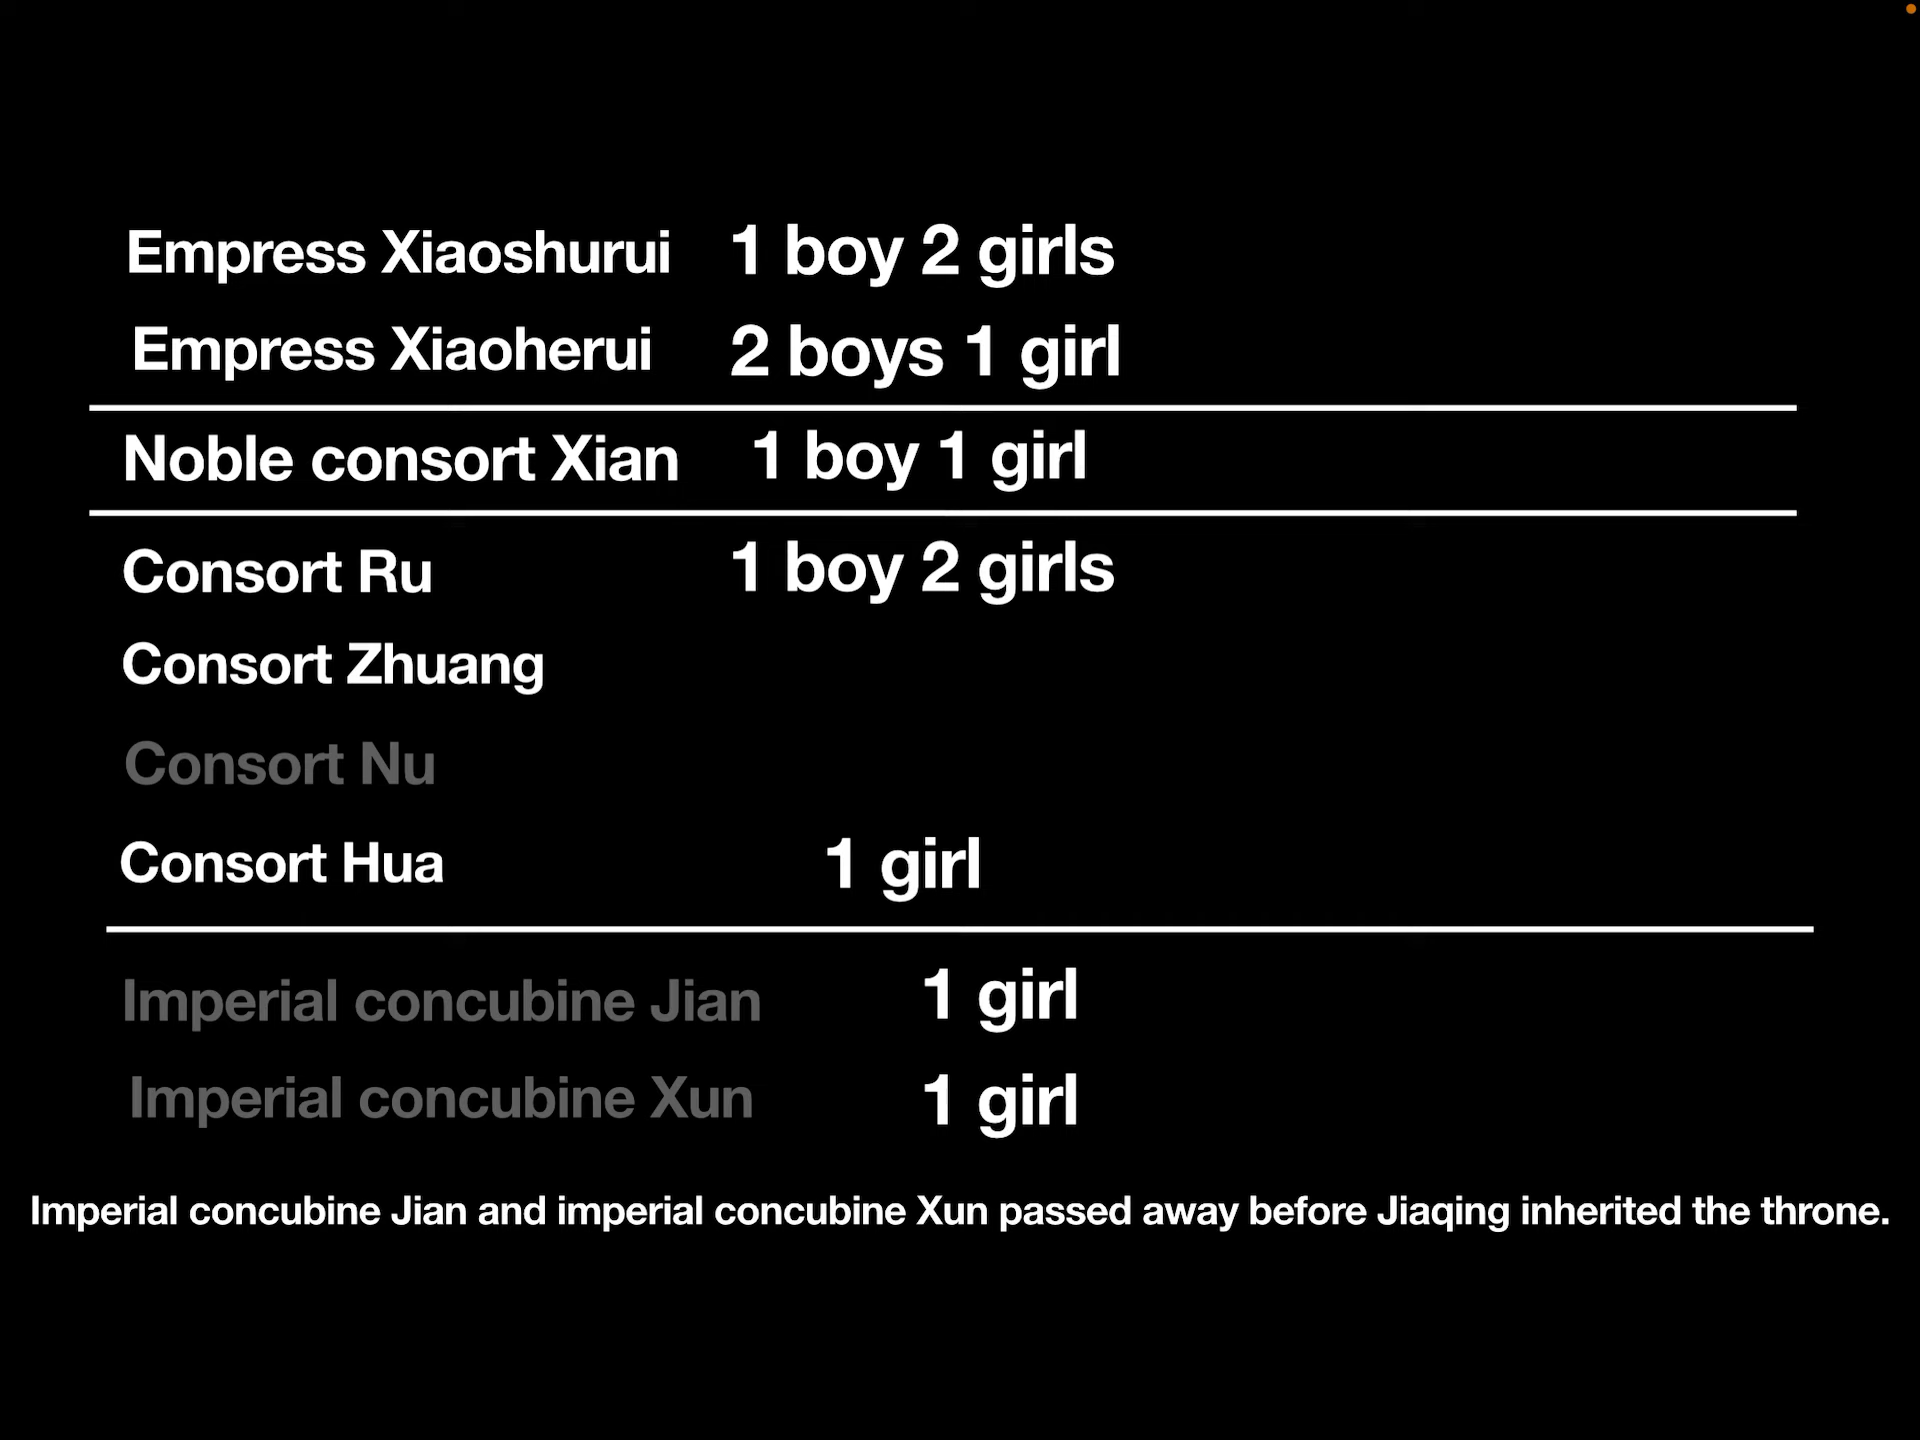 Empress Xiaoshurui 1 boy 2 girls
Empress Xiaoherui 2 boys 1 girl
Noble consort Xian 1 boy 1 girl
Consort Ru 1 boy 2 girls
Consort Zhuang
Consort Nu
Consort Hua 1 girl
Imperial concubine Jian 1 girl
Imperial concubine Xun 1 girl
Imperial concubine Jian and imperial concubine Xun passed away before Jiaqing inherited the throne.